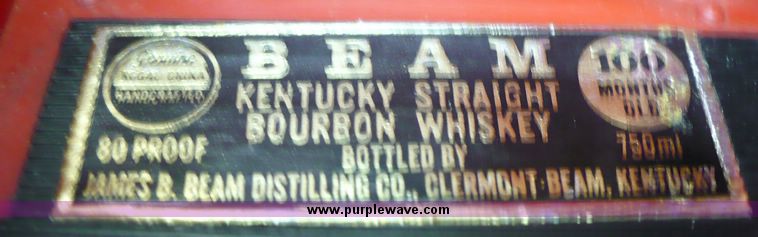 Genuine
REGAL CHINA
HANDCRAFTED
BEAM
100
MONTHS
OLD
KENTUCKY STRAIGHT
BOURBON WHISKEY
80 PROOF
BOTTLED BY
750ml
JAMES B. BEAM DISTILLING CO., CLERMONT·BEAM, KENTUCKY
www.purplewave.com